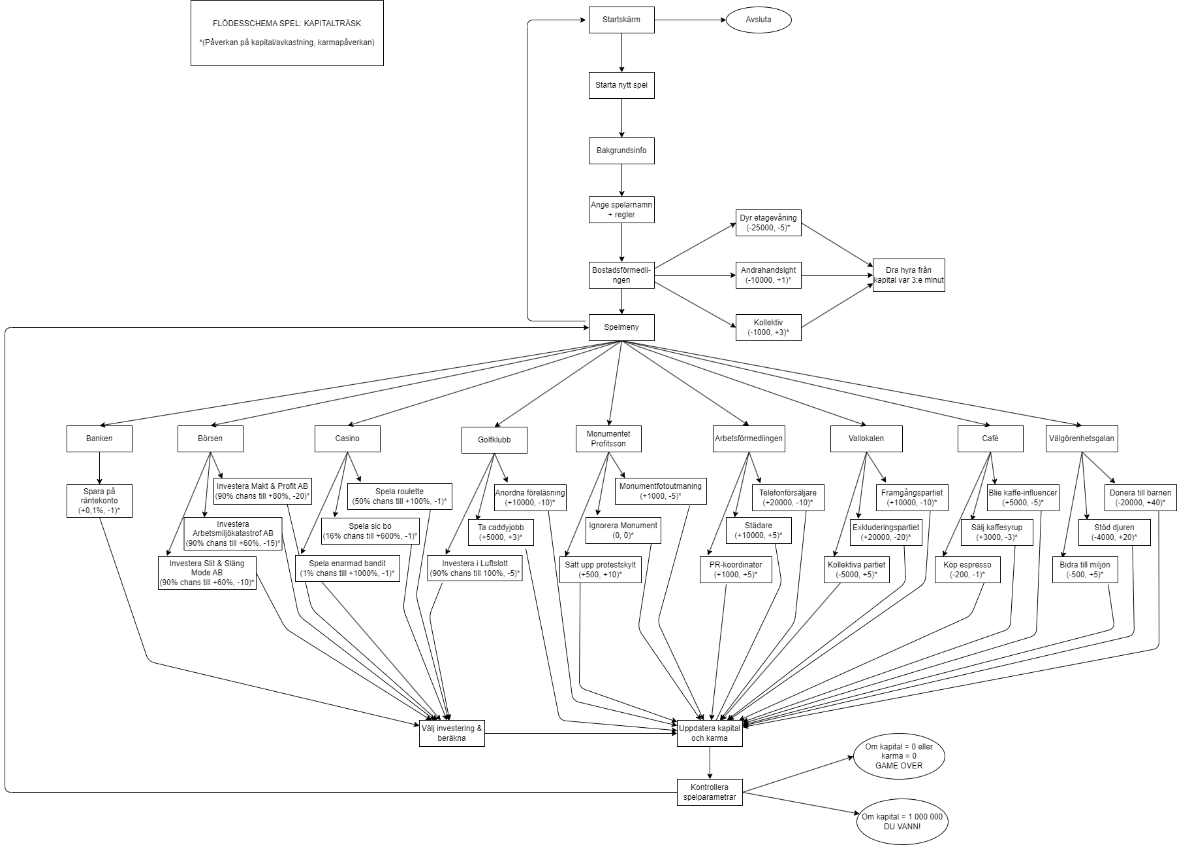 FLÖDESSCHEMA SPEL: KAPITALTRÄSK
*(Påverkan på kapital/avkastning, karmapåverkan)
Startskärm
Avsluta
Starta nytt spel
Bakgrundsinfo
Ange spelarnamn
+ regler
Dyr etagevåning
(-25000, -5)*
Bostadsförmedli-
ngen
Andrahandslght
(-10000, +1)*
Dra hyra från
kapital var 3:e minut
Kollektiv
(-1000, +3)*
Spelmeny
Banken
Börsen
Casino
Golfklubb
Monumentet
Profitsson
Arbetsförmedlingen
Vallokalen
Café
Välgörenhetsgalan
Spara på
räntekonto
(+0,1%, -1)*
Investera Makt & Profit AB
(90% chans till +80%, -20)*
Investera
Arbetsmiljökatastrof AB
(90% chans till +60%, -15)*
Investera Slit & Släng
Mode AB
(90% chans till +60%, -10)*
Spela roulette
(50% chans till +100%, -1)*
Spela sic bo
(16% chans till +600%, -1)*
Spela enarmad bandit
(1% chans till +1000%, -1)*
Anordna föreläsning
(+10000, -10)*
Ta caddyjobb
(+5000, +3)*
Investera i Luftslott
(90% chans till 100%, -5)*
Monumentfotoutmaning
(+1000, -5)*
Ignorera Monument
(0, 0)*
Sätt upp protestskylt
(+500, +10)*
Telefonförsäljare
(+20000, -10)*
Städare
(+10000, +5)*
PR-koordinator
(+1000, +5)*
Framgångspartiet
(+10000, -10)*
Exkluderingspartiet
(+20000, -20)*
Kollektiva partiet
(-5000, +5)*
Blie kaffe-influencer
(+5000, -5)*
Sälj kaffesyrup
(+3000, -3)*
Köp espresso
(-200, -1)*
Donera till barnen
(-20000, +40)*
Stöd djuren
(-4000, +20)*
Bidra till miljön
(-500, +5)*
Välj investering &
beräkna
Uppdatera kapital
och karma
Kontrollera
spelparametrar
Om kapital = 0 eller
karma = 0
GAME OVER
Om kapital = 1 000 000
DU VANN!